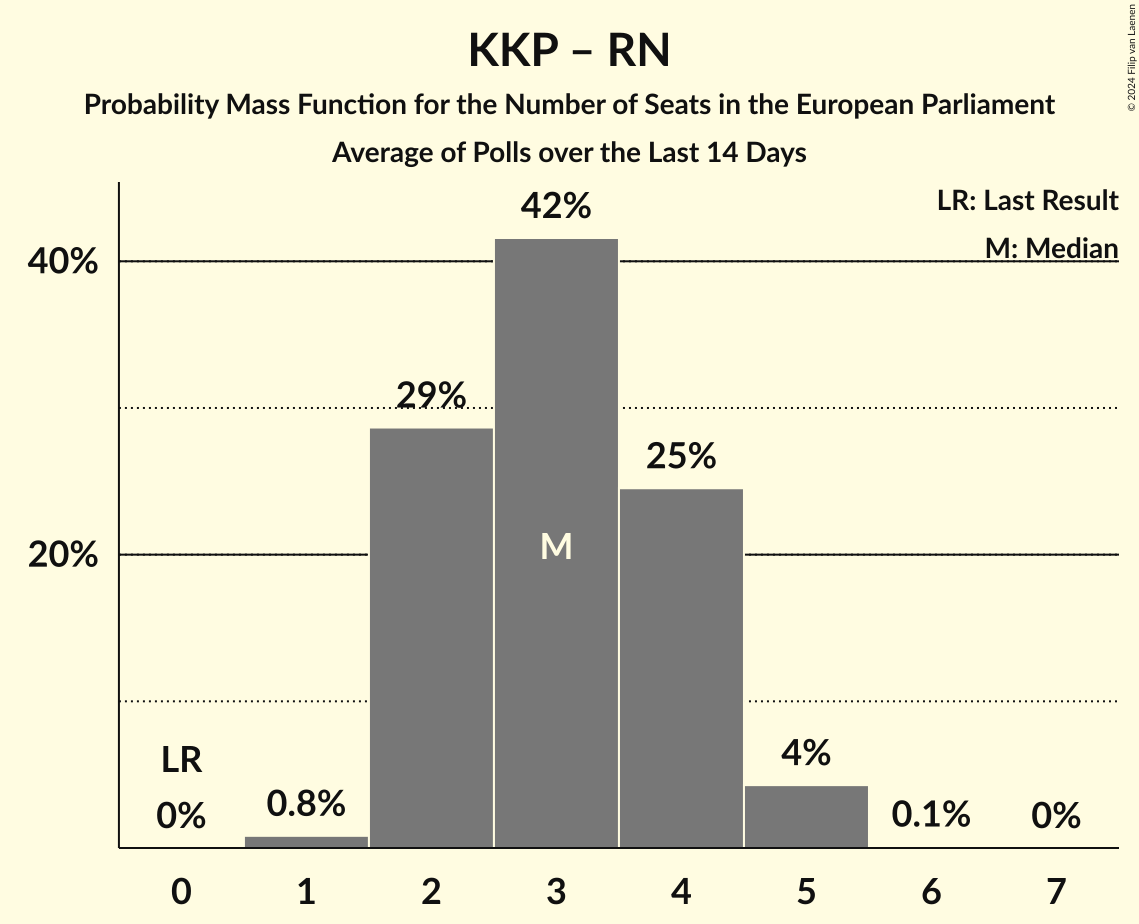 KKP – RN
Probability Mass Function for the Number of Seats in the European Parliament
Average of Polls over the Last 14 Days
© 2024 Filip van Laenen
LR: Last Result
M: Median
40%
20%
42%
29%
25%
M
LR
0%
0.8%
4%
0.1%
0%
0 1 2 3 4 5 6 7